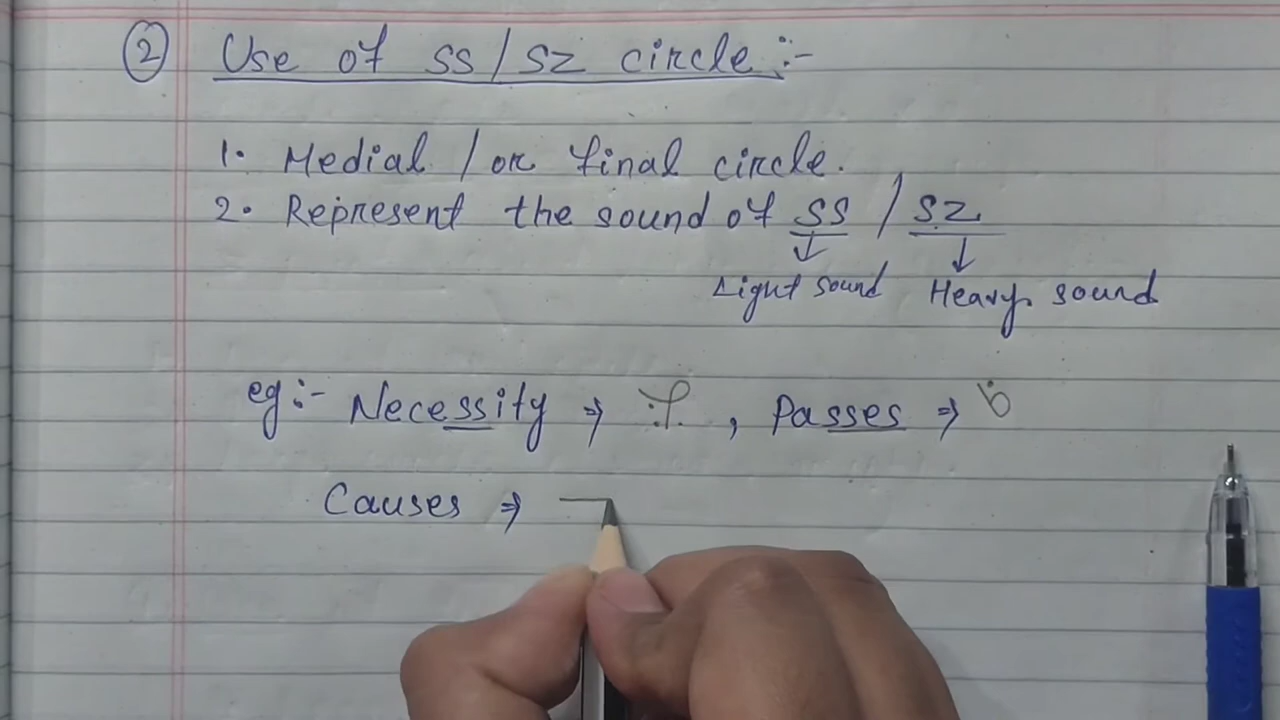 ② Use of ss/sz circle:-
1. Medial / or final circle.
2. Represent the sound of ss / sz
↓ ↓
Light sound Heavy sound
eg:- Necessity ⇒ , Passes ⇒
Causes ⇒